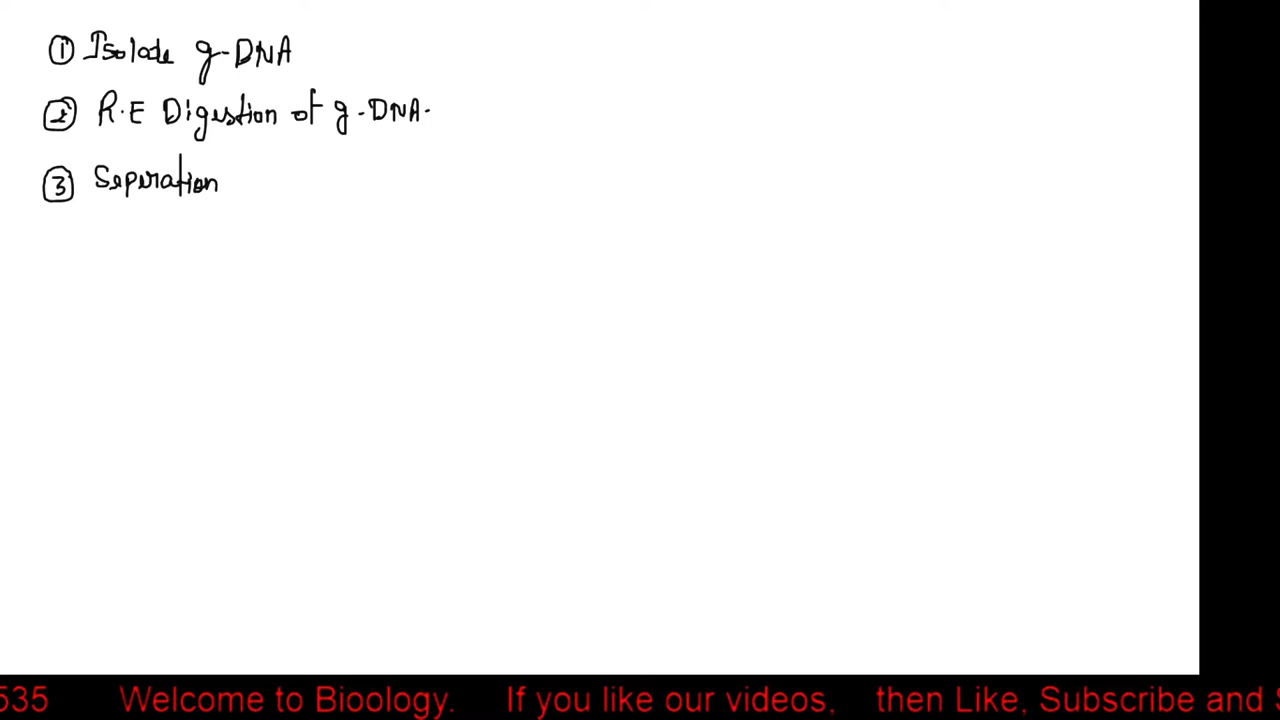 ① Isolate g-DNA
② R.E Digestion of g-DNA.
③ Seperation
535 Welcome to Bioology. If you like our videos, then Like, Subscribe and S